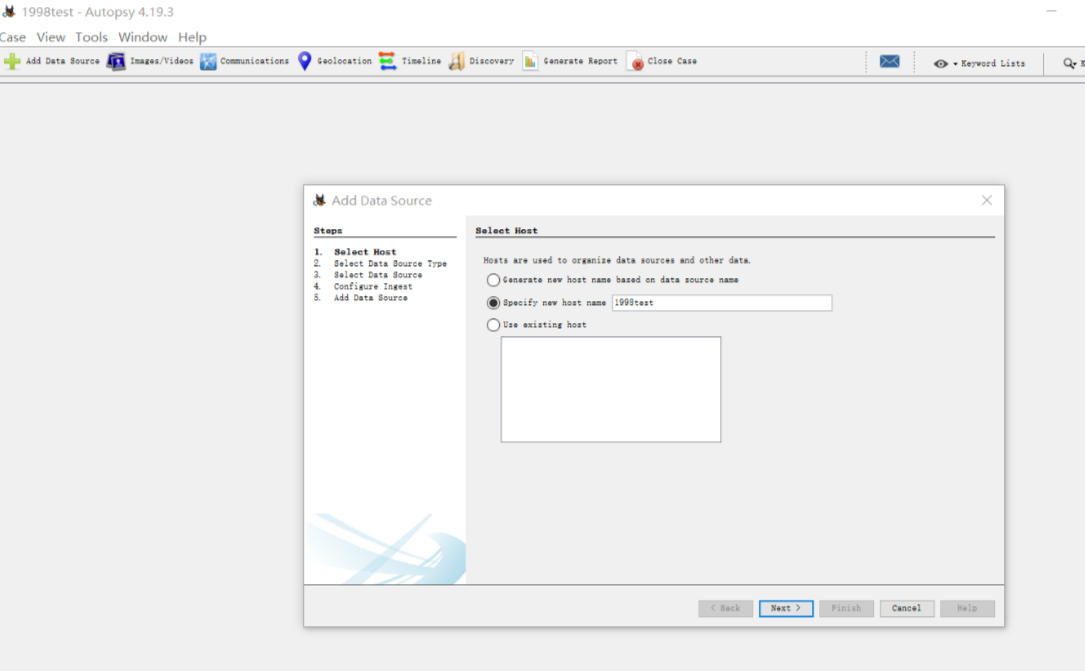 1998test - Autopsy 4.19.3
Case View Tools Window Help
Add Data Source Images/Videos Communications Geolocation Timeline Discovery Generate Report Close Case Keyword Lists K
Add Data Source
Steps
1. Select Host
2. Select Data Source Type
3. Select Data Source
4. Configure Ingest
5. Add Data Source
Select Host
Hosts are used to organize data sources and other data.
Generate new host name based on data source name
Specify new host name 1998test
Use existing host
< Back Next > Finish Cancel Help